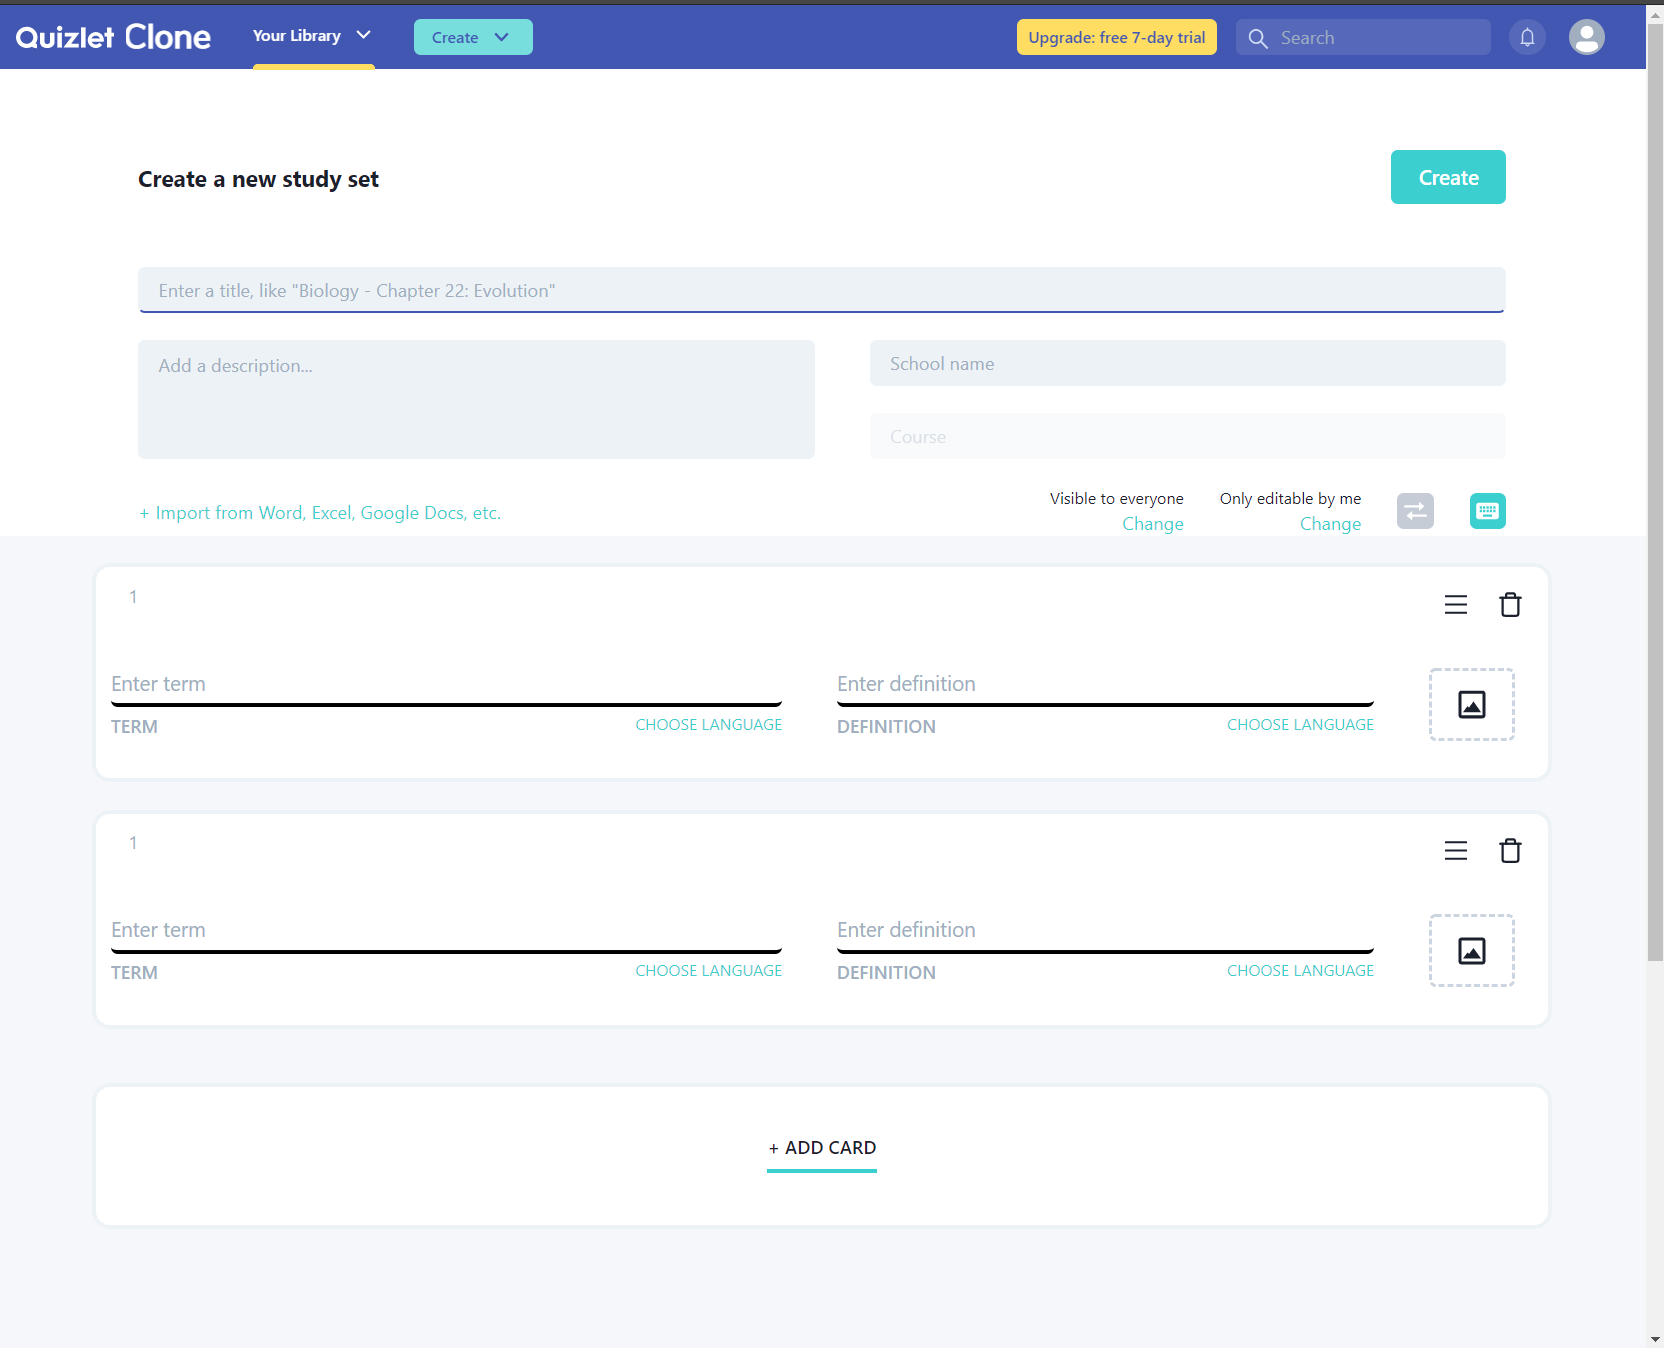 Quizlet Clone
Your Library
Create
Upgrade: free 7-day trial
Search
Create a new study set
Create
Enter a title, like "Biology - Chapter 22: Evolution"
Add a description...
School name
Course
+ Import from Word, Excel, Google Docs, etc.
Visible to everyone
Change
Only editable by me
Change
1
Enter term
TERM
CHOOSE LANGUAGE
Enter definition
DEFINITION
CHOOSE LANGUAGE
1
Enter term
TERM
CHOOSE LANGUAGE
Enter definition
DEFINITION
CHOOSE LANGUAGE
+ ADD CARD